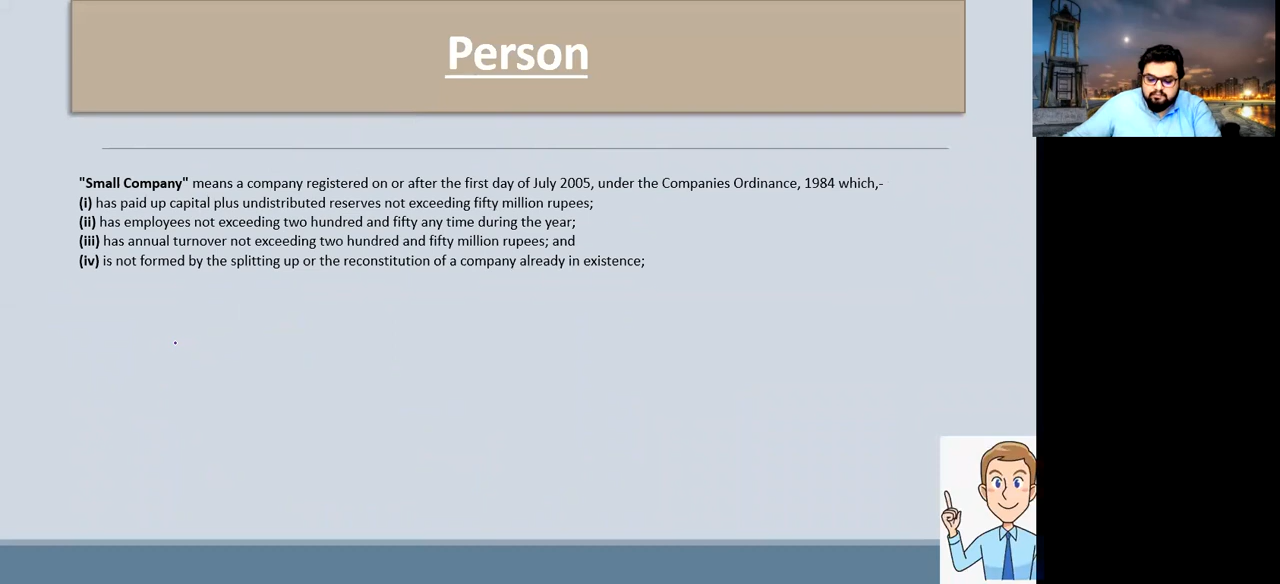 Person
"Small Company" means a company registered on or after the first day of July 2005, under the Companies Ordinance, 1984 which,-
(i) has paid up capital plus undistributed reserves not exceeding fifty million rupees;
(ii) has employees not exceeding two hundred and fifty any time during the year;
(iii) has annual turnover not exceeding two hundred and fifty million rupees; and
(iv) is not formed by the splitting up or the reconstitution of a company already in existence;